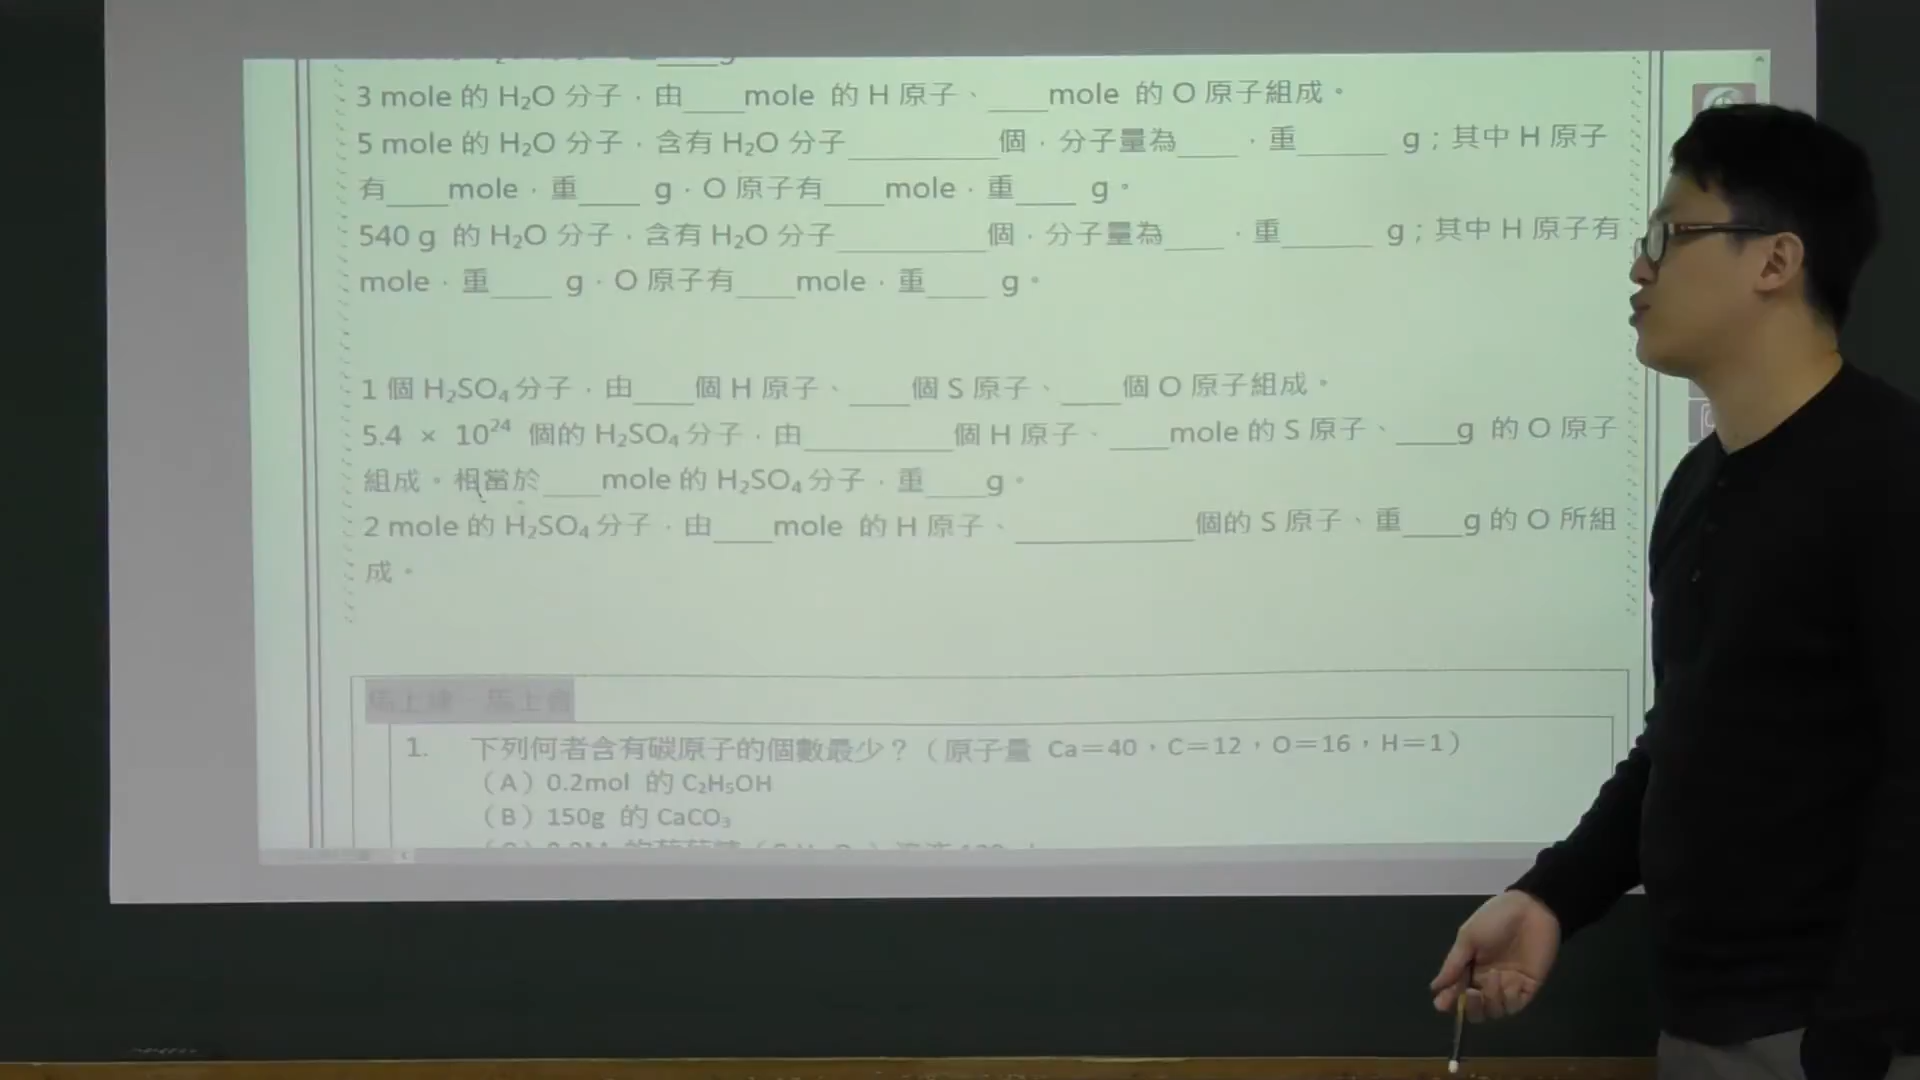 3 mole 的 H₂O 分子，由____mole 的 H 原子、____mole 的 O 原子組成。
5 mole 的 H₂O 分子，含有 H₂O 分子__________個，分子量為____，重______ g；其中 H 原子
有____mole，重____ g，O 原子有____mole，重____ g。
540 g 的 H₂O 分子，含有 H₂O 分子__________個，分子量為____，重______ g；其中 H 原子有
mole，重____ g，O 原子有____mole，重____ g。
1 個 H₂SO₄ 分子，由____個 H 原子、____個 S 原子、____個 O 原子組成。
5.4 × 10²⁴ 個的 H₂SO₄ 分子，由__________個 H 原子、____mole 的 S 原子、____g 的 O 原子
組成。相當於____mole 的 H₂SO₄ 分子，重____g。
2 mole 的 H₂SO₄ 分子，由____mole 的 H 原子、____________個的 S 原子、重____g 的 O 所組
成。
馬上練．馬上會
1. 下列何者含有碳原子的個數最少？（原子量 Ca＝40，C＝12，O＝16，H＝1）
（A）0.2mol 的 C₂H₅OH
（B）150g 的 CaCO₃